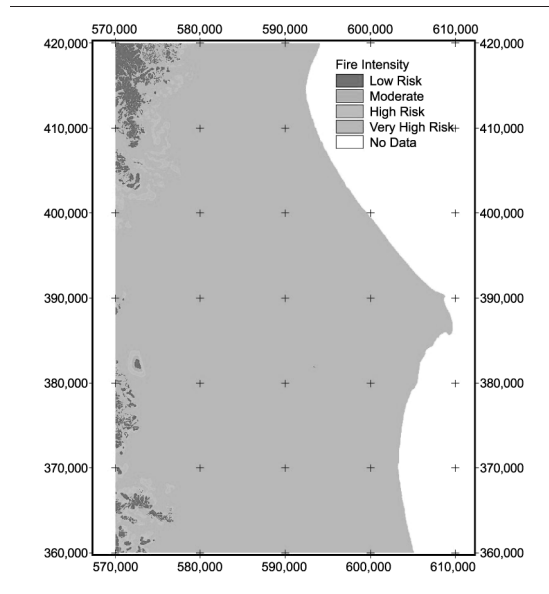 570,000 580,000 590,000 600,000 610,000
420,000 420,000
Fire Intensity
Low Risk
Moderate
High Risk
Very High Risk
No Data
410,000 410,000
400,000 400,000
390,000 390,000
380,000 380,000
370,000 370,000
360,000 360,000
570,000 580,000 590,000 600,000 610,000